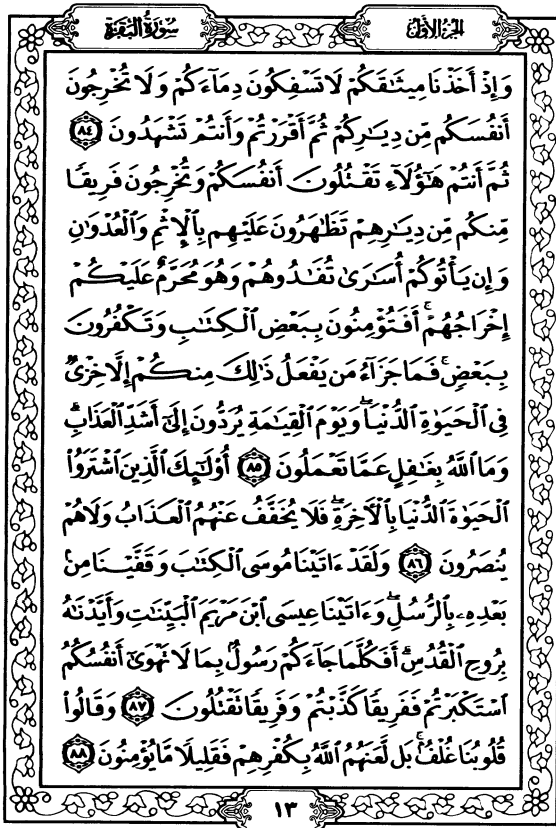 الجزء الأول
سورة البقرة
وَإِذْ أَخَذْنَا مِيثَٰقَكُمْ لَا تَسْفِكُونَ دِمَآءَكُمْ وَلَا تُخْرِجُونَ
أَنفُسَكُم مِّن دِيَٰرِكُمْ ثُمَّ أَقْرَرْتُمْ وَأَنتُمْ تَشْهَدُونَ ٨٤
ثُمَّ أَنتُمْ هَٰٓؤُلَآءِ تَقْتُلُونَ أَنفُسَكُمْ وَتُخْرِجُونَ فَرِيقًا
مِّنكُم مِّن دِيَٰرِهِمْ تَظَٰهَرُونَ عَلَيْهِم بِٱلْإِثْمِ وَٱلْعُدْوَٰنِ
وَإِن يَأْتُوكُمْ أُسَٰرَىٰ تُفَٰدُوهُمْ وَهُوَ مُحَرَّمٌ عَلَيْكُمْ
إِخْرَاجُهُمْ ۚ أَفَتُؤْمِنُونَ بِبَعْضِ ٱلْكِتَٰبِ وَتَكْفُرُونَ
بِبَعْضٍ ۚ فَمَا جَزَآءُ مَن يَفْعَلُ ذَٰلِكَ مِنكُمْ إِلَّا خِزْىٌ
فِى ٱلْحَيَوٰةِ ٱلدُّنْيَا ۖ وَيَوْمَ ٱلْقِيَٰمَةِ يُرَدُّونَ إِلَىٰٓ أَشَدِّ ٱلْعَذَابِ ۗ
وَمَا ٱللَّهُ بِغَٰفِلٍ عَمَّا تَعْمَلُونَ ٨٥ أُو۟لَٰٓئِكَ ٱلَّذِينَ ٱشْتَرَوُا۟
ٱلْحَيَوٰةَ ٱلدُّنْيَا بِٱلْءَاخِرَةِ ۖ فَلَا يُخَفَّفُ عَنْهُمُ ٱلْعَذَابُ وَلَا هُمْ
يُنصَرُونَ ٨٦ وَلَقَدْ ءَاتَيْنَا مُوسَى ٱلْكِتَٰبَ وَقَفَّيْنَا مِنۢ
بَعْدِهِۦ بِٱلرُّسُلِ ۖ وَءَاتَيْنَا عِيسَى ٱبْنَ مَرْيَمَ ٱلْبَيِّنَٰتِ وَأَيَّدْنَٰهُ
بِرُوحِ ٱلْقُدُسِ ۗ أَفَكُلَّمَا جَآءَكُمْ رَسُولٌۢ بِمَا لَا تَهْوَىٰٓ أَنفُسُكُمُ
ٱسْتَكْبَرْتُمْ فَفَرِيقًا كَذَّبْتُمْ وَفَرِيقًا تَقْتُلُونَ ٨٧ وَقَالُوا۟
قُلُوبُنَا غُلْفٌۢ ۚ بَل لَّعَنَهُمُ ٱللَّهُ بِكُفْرِهِمْ فَقَلِيلًا مَّا يُؤْمِنُونَ ٨٨
١٣